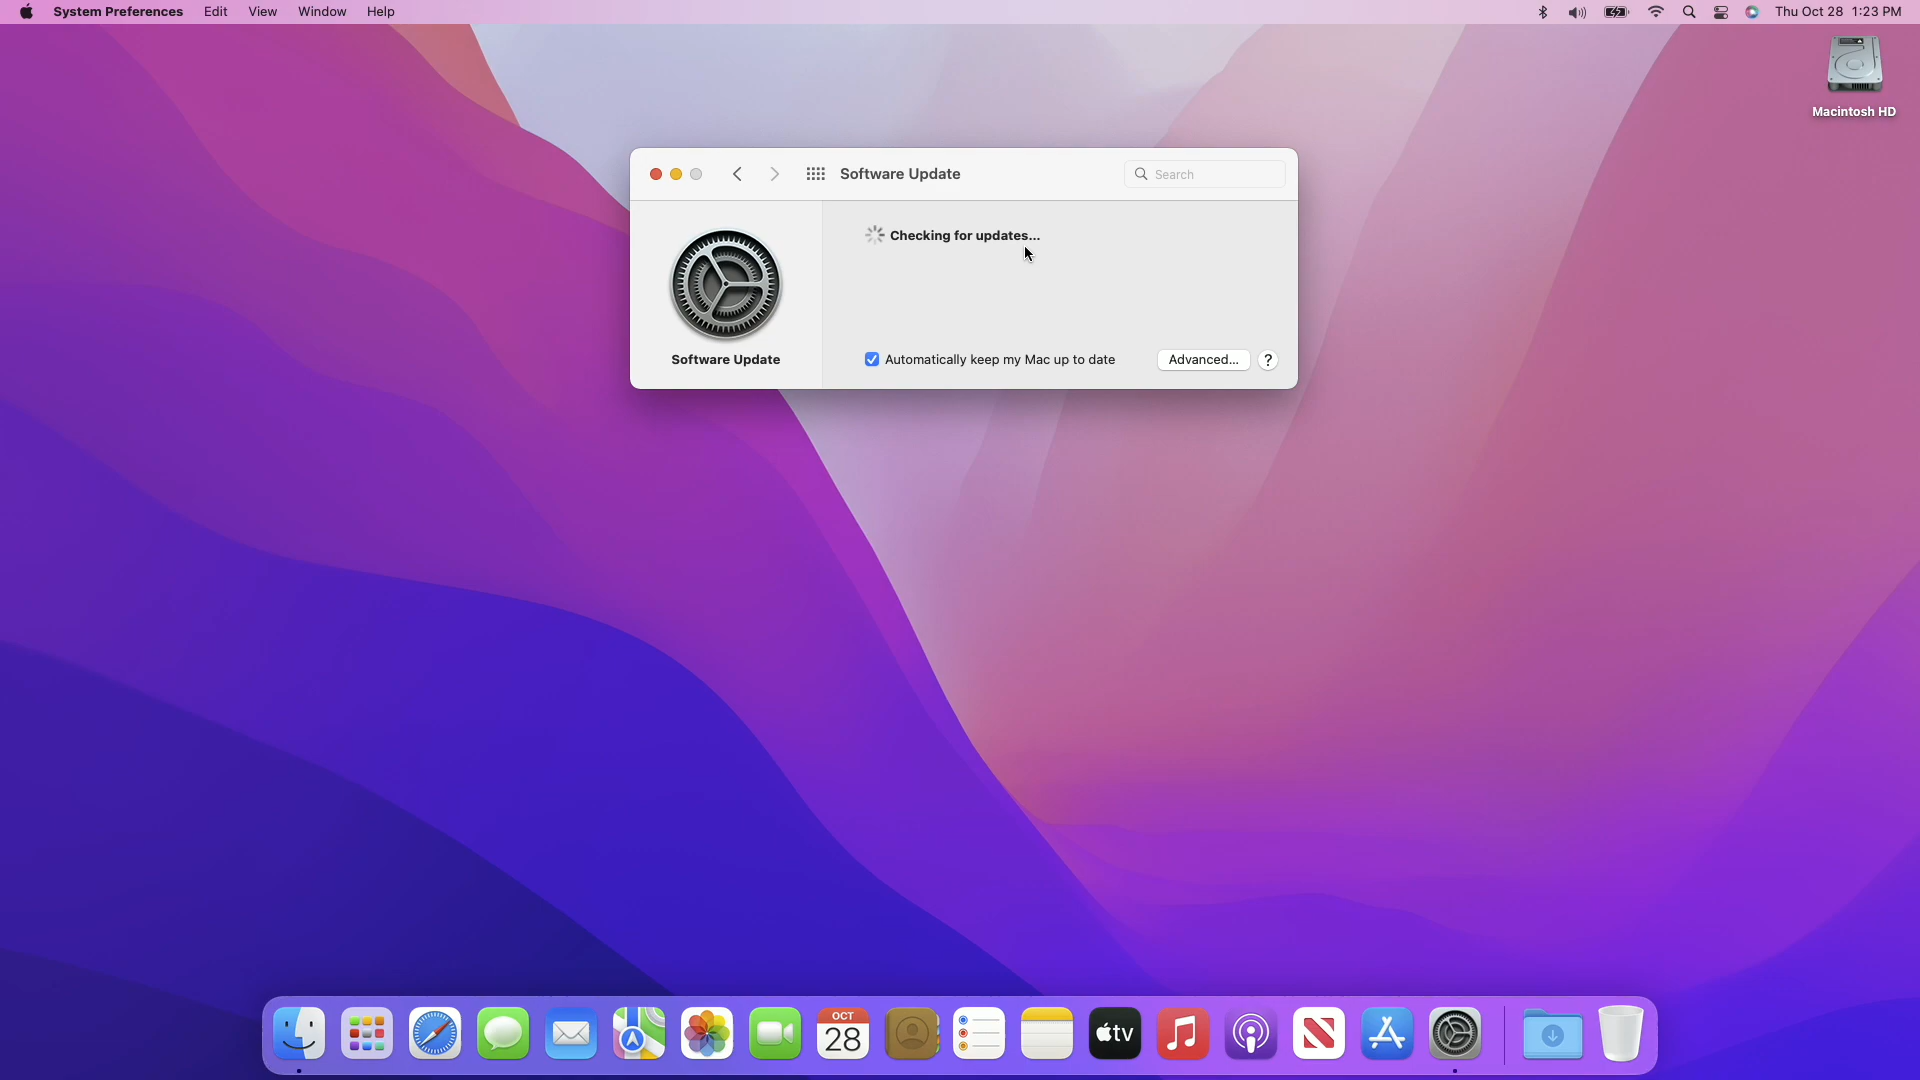 System Preferences Edit View Window Help Thu Oct 28 1:23 PM
Macintosh HD
Software Update Search
Checking for updates...
Software Update
Automatically keep my Mac up to date Advanced... ?
OCT
28
tv